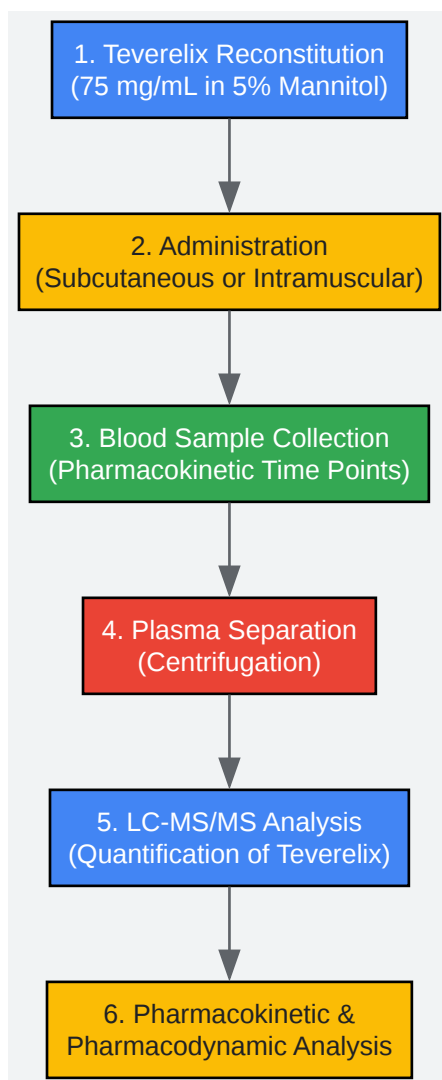 1. Teverelix Reconstitution
(75 mg/mL in 5% Mannitol)
2. Administration
(Subcutaneous or Intramuscular)
3. Blood Sample Collection
(Pharmacokinetic Time Points)
4. Plasma Separation
(Centrifugation)
5. LC-MS/MS Analysis
(Quantification of Teverelix)
6. Pharmacokinetic &
Pharmacodynamic Analysis